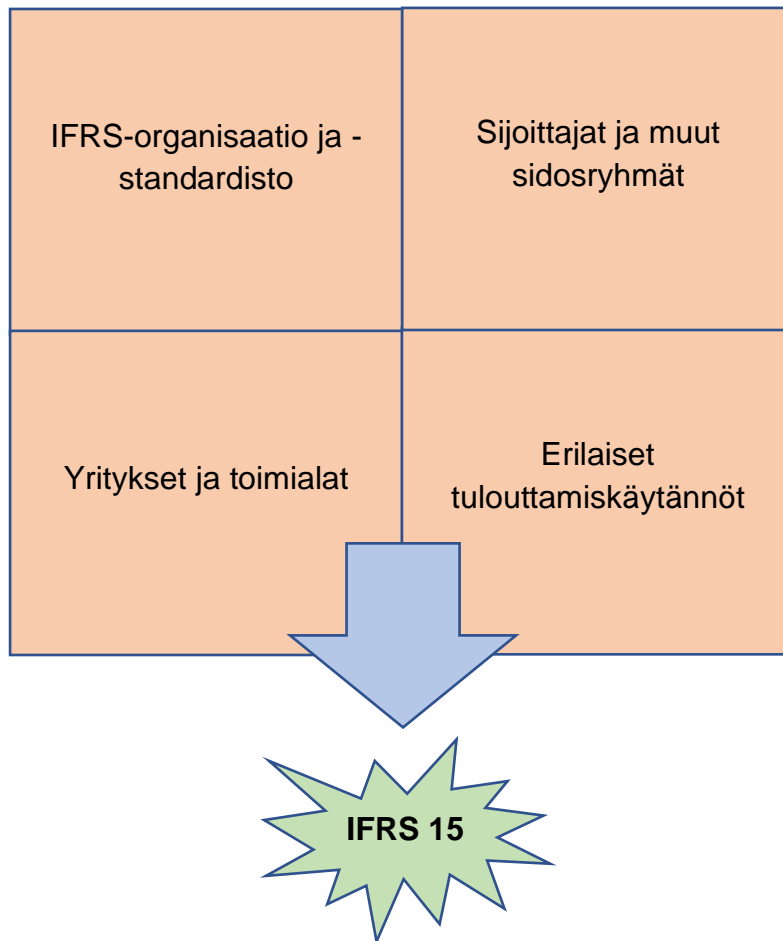 IFRS-organisaatio ja -
standardisto
Sijoittajat ja muut
sidosryhmät
Yritykset ja toimialat
Erilaiset
tulouttamiskäytännöt
IFRS 15